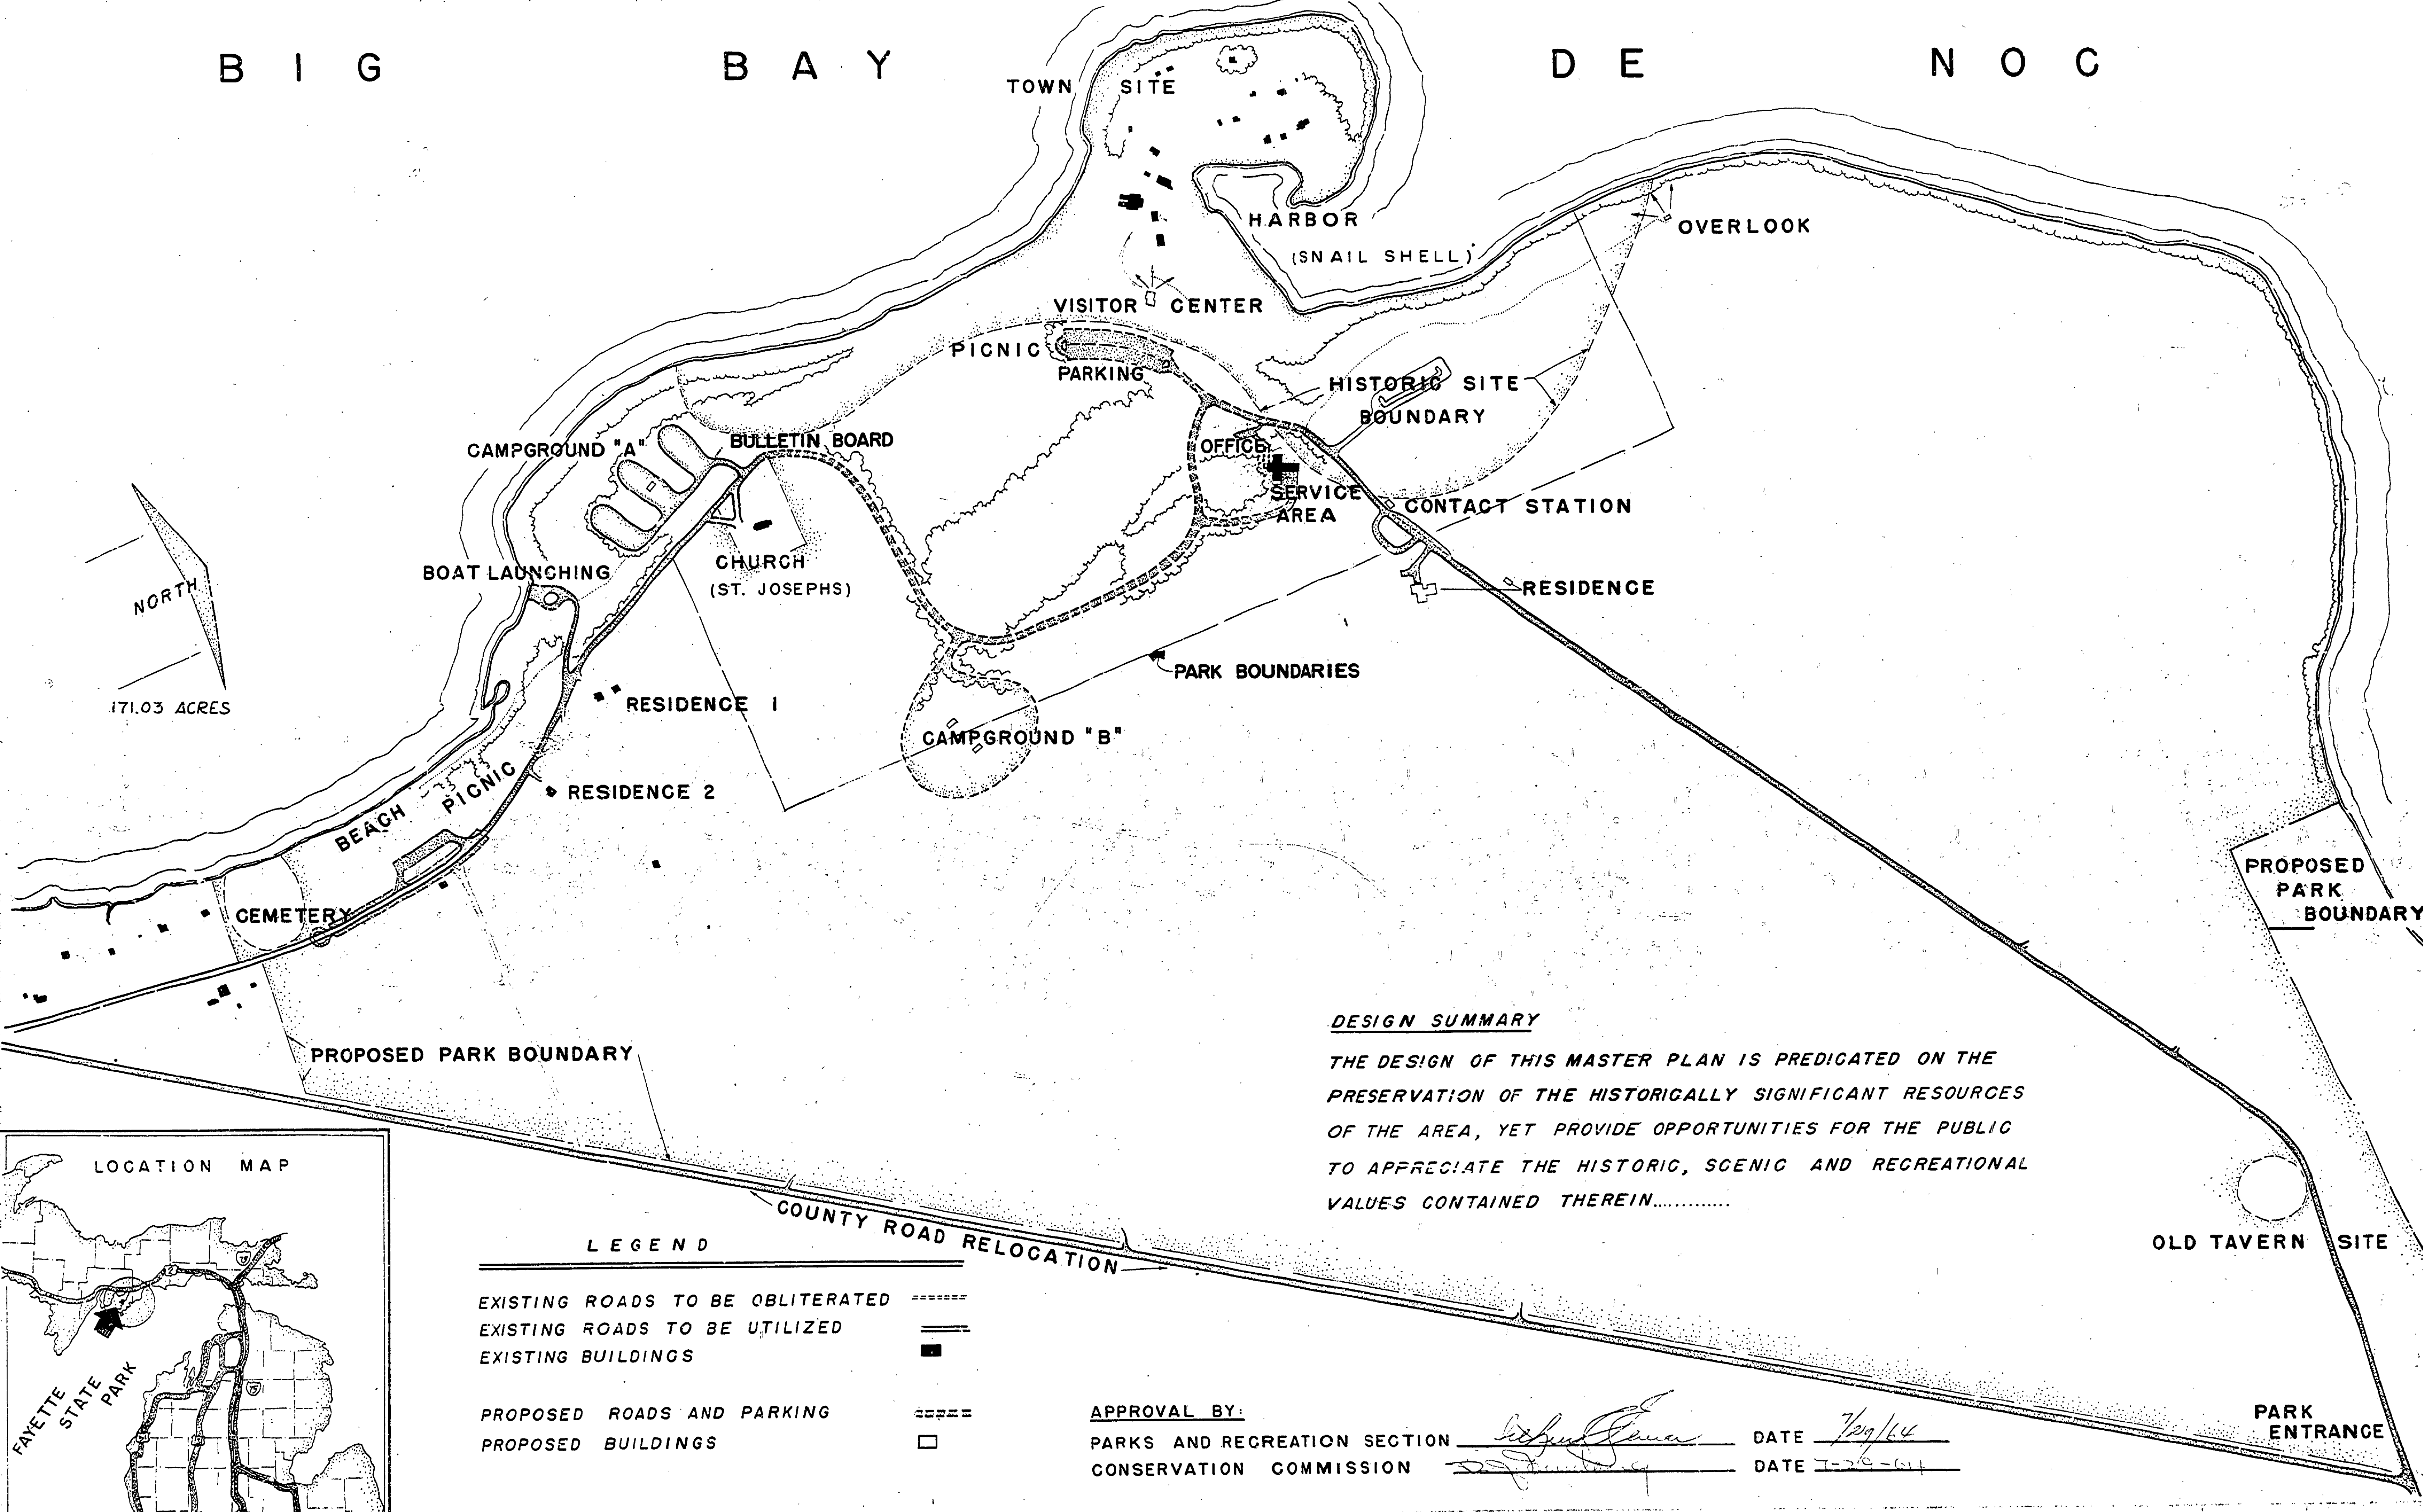 BIG BAY DE NOC
TOWN SITE
HARBOR
(SNAIL SHELL)
OVERLOOK
VISITOR CENTER
PICNIC
PARKING
HISTORIC SITE
BOUNDARY
CAMPGROUND "A"
BULLETIN BOARD
OFFICE
SERVICE
AREA
CONTACT STATION
CHURCH
(ST. JOSEPHS)
BOAT LAUNCHING
RESIDENCE
NORTH
171.03 ACRES
PARK BOUNDARIES
RESIDENCE 1
CAMPGROUND "B"
RESIDENCE 2
BEACH PICNIC
CEMETERY
PROPOSED
PARK
BOUNDARY
PROPOSED PARK BOUNDARY
DESIGN SUMMARY
THE DESIGN OF THIS MASTER PLAN IS PREDICATED ON THE
PRESERVATION OF THE HISTORICALLY SIGNIFICANT RESOURCES
OF THE AREA, YET PROVIDE OPPORTUNITIES FOR THE PUBLIC
TO APPRECIATE THE HISTORIC, SCENIC AND RECREATIONAL
VALUES CONTAINED THEREIN............
COUNTY ROAD RELOCATION
OLD TAVERN SITE
PARK
ENTRANCE
LOCATION MAP
2
75
75
FAYETTE
STATE
PARK
LEGEND
EXISTING ROADS TO BE OBLITERATED
EXISTING ROADS TO BE UTILIZED
EXISTING BUILDINGS
PROPOSED ROADS AND PARKING
PROPOSED BUILDINGS
APPROVAL BY:
PARKS AND RECREATION SECTION DATE 7/29/64
CONSERVATION COMMISSION DATE 7-29-64